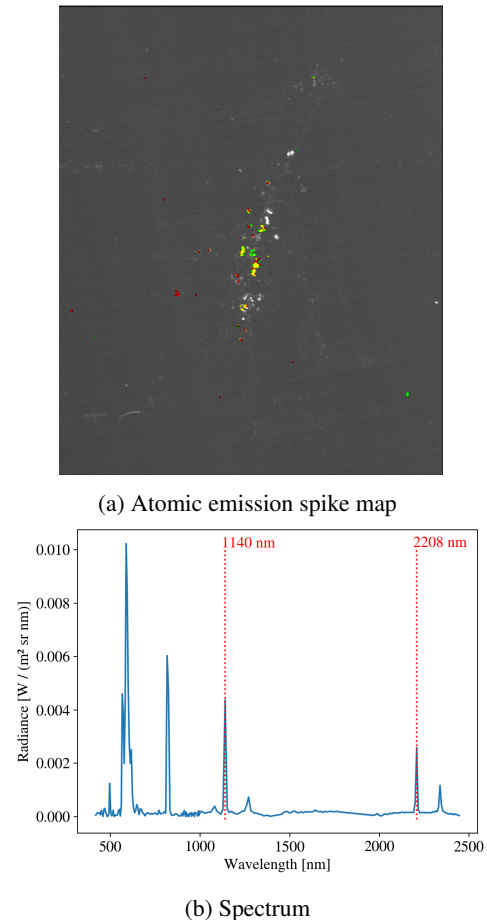 (a) Atomic emission spike map
1140 nm
2208 nm
0.010
0.008
0.006
0.004
0.002
0.000
Radiance [W / (m² sr nm)]
500
1000
1500
2000
2500
Wavelength [nm]
(b) Spectrum